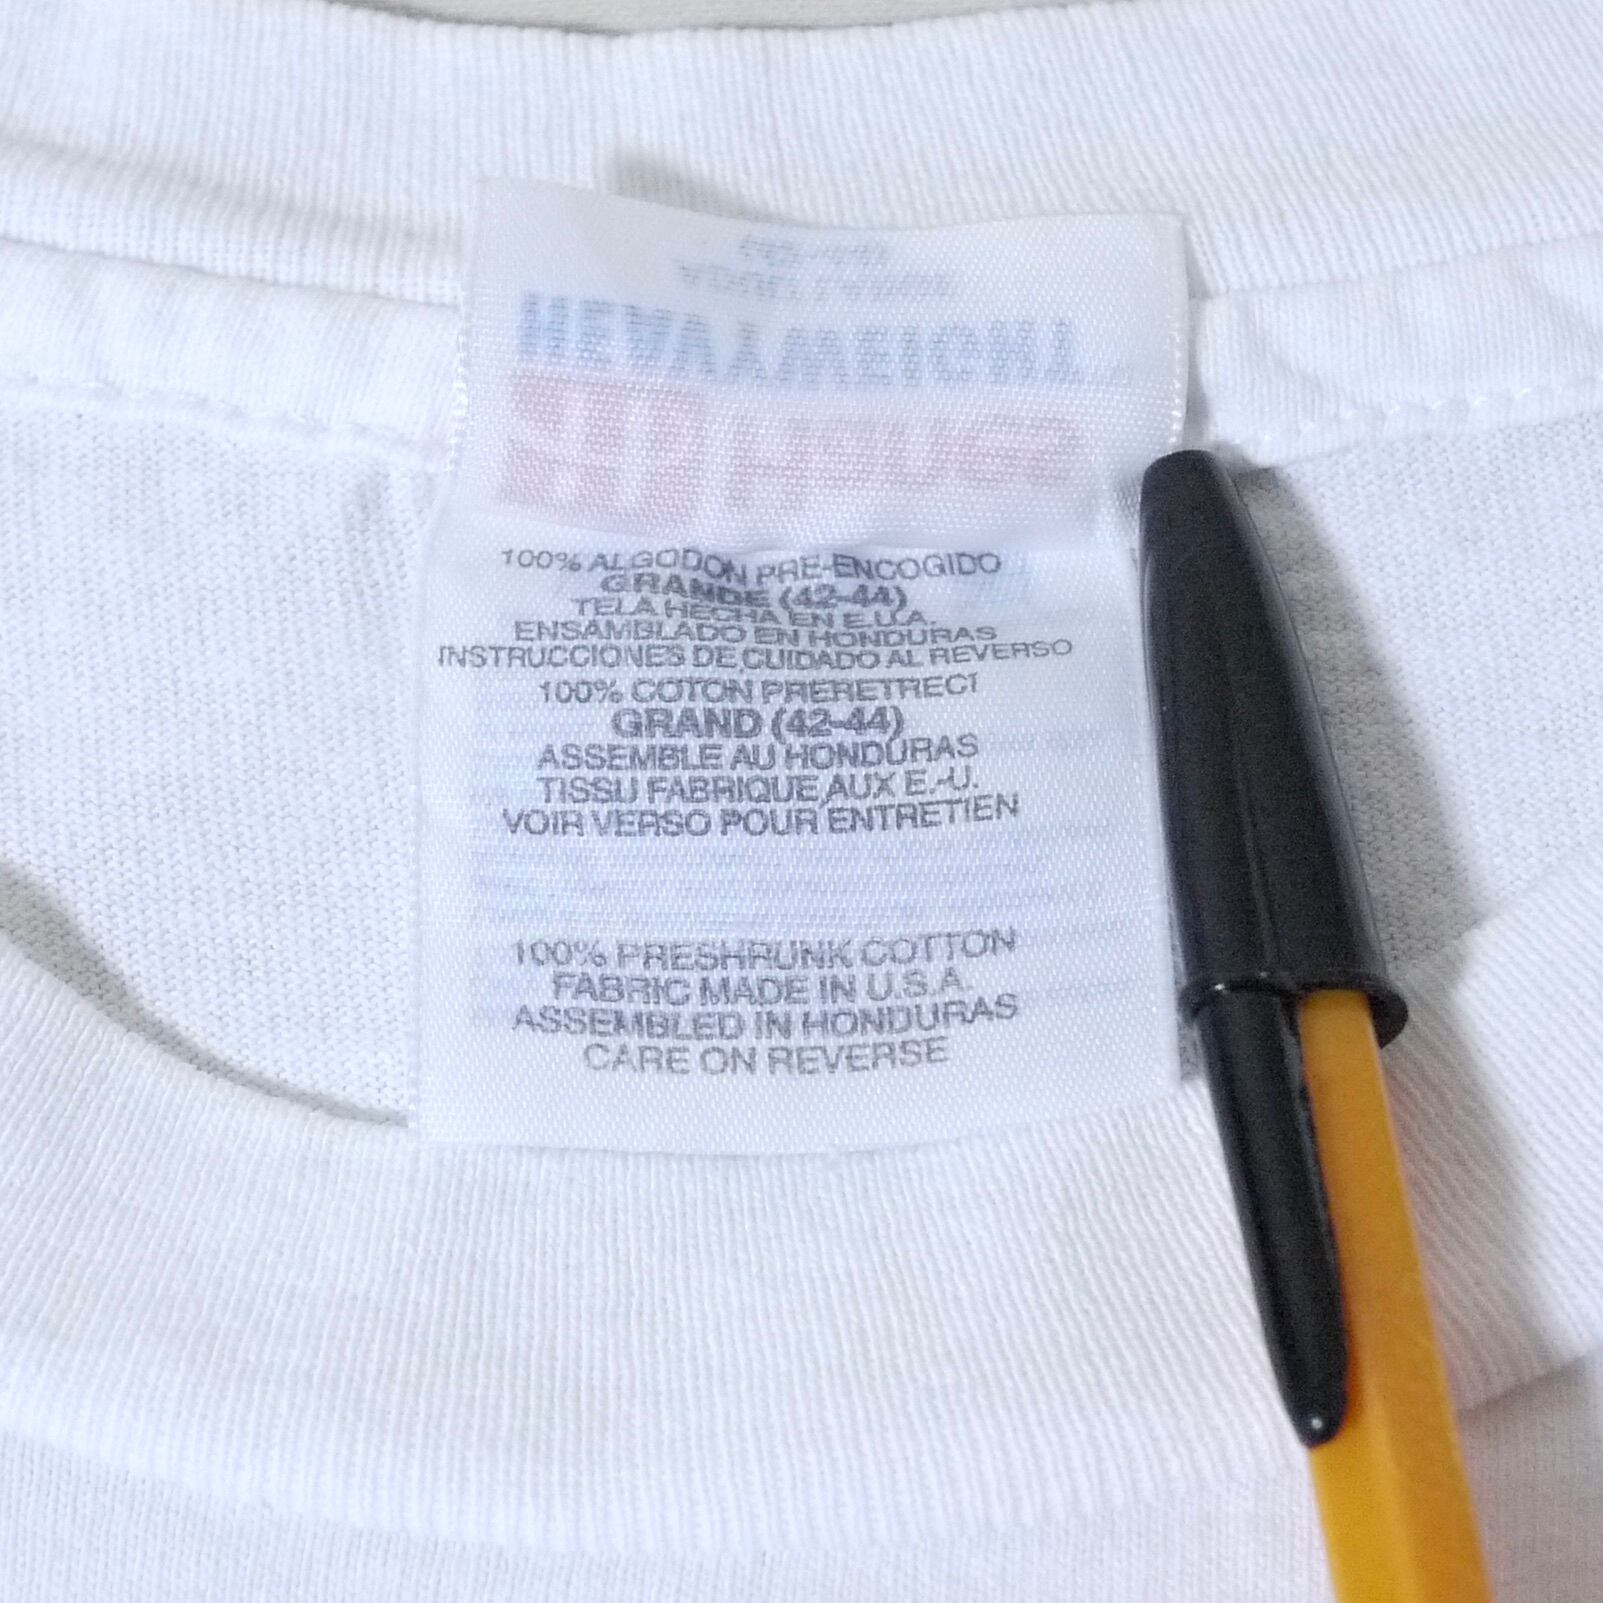 HEAVYWEIGHT
100% ALGODON PRE-ENCOGIDO
GRANDE (42-44)
TELA HECHA EN E.U.A.
ENSAMBLADO EN HONDURAS
INSTRUCCIONES DE CUIDADO AL REVERSO
100% COTON PRERETRECI
GRAND (42-44)
ASSEMBLE AU HONDURAS
TISSU FABRIQUE AUX E.-U.
VOIR VERSO POUR ENTRETIEN
100% PRESHRUNK COTTON
FABRIC MADE IN U.S.A.
ASSEMBLED IN HONDURAS
CARE ON REVERSE